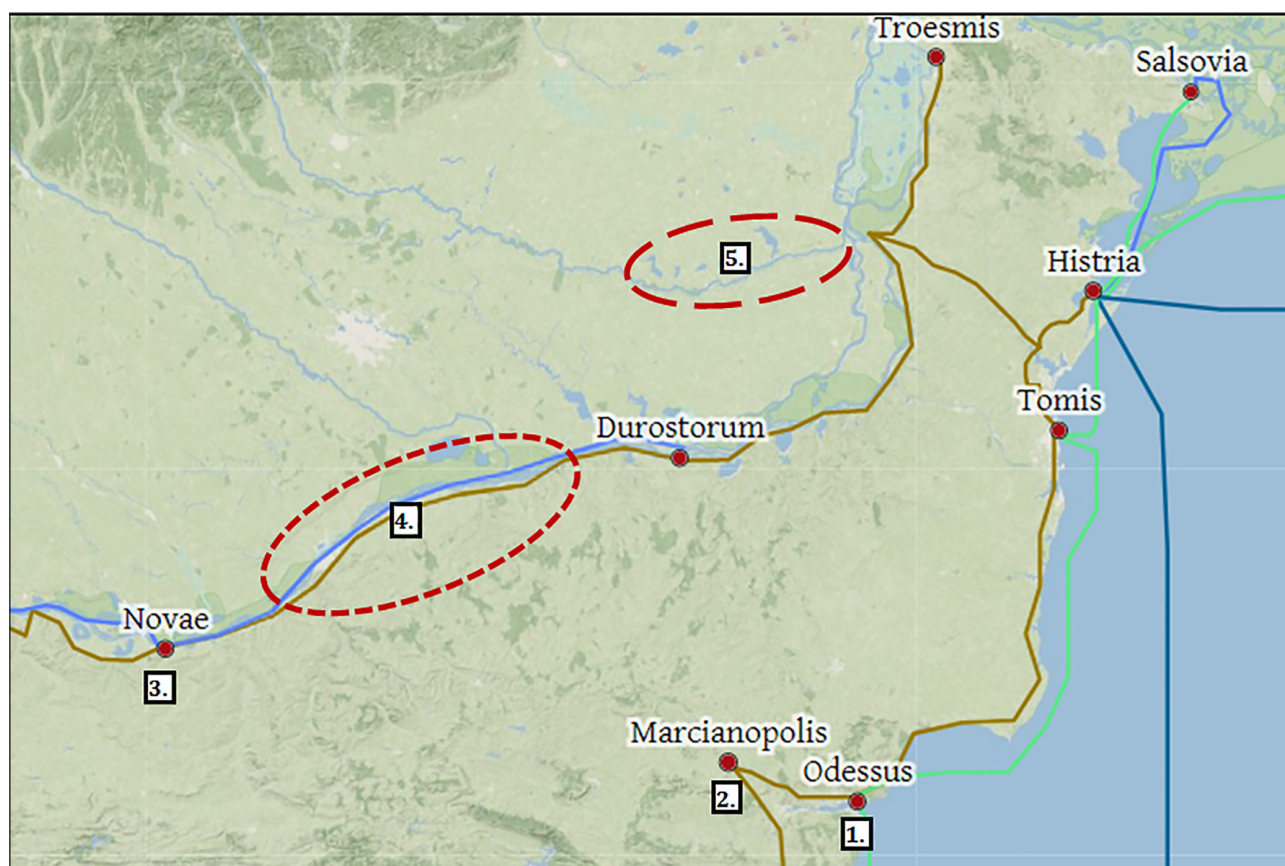 Troesmis
Salsovia
5.
Histria
Tomis
Durostorum
4.
Novae
3.
Marcianopolis
Odessus
2.
1.